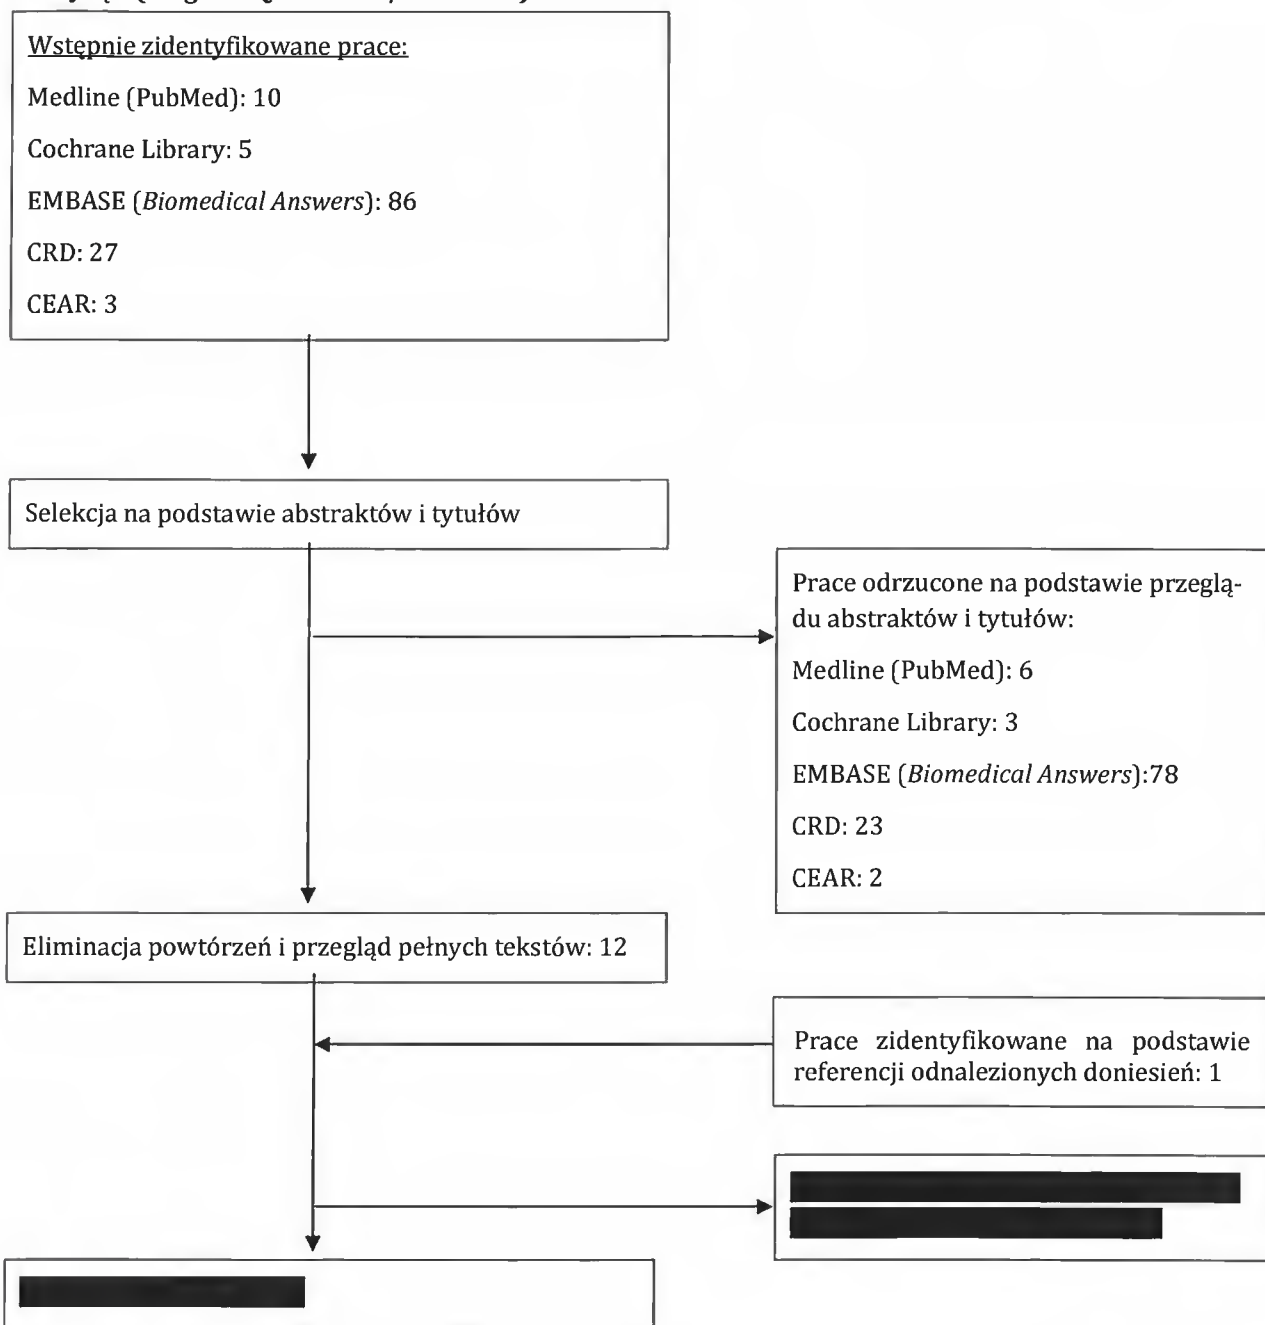 Wstępnie zidentyfikowane prace:
Medline (PubMed): 10
Cochrane Library: 5
EMBASE (Biomedical Answers): 86
CRD: 27
CEAR: 3
Selekcja na podstawie abstraktów i tytułów
Prace odrzucone na podstawie przeglą-
du abstraktów i tytułów:
Medline (PubMed): 6
Cochrane Library: 3
EMBASE (Biomedical Answers):78
CRD: 23
CEAR: 2
Eliminacja powtórzeń i przegląd pełnych tekstów: 12
Prace zidentyfikowane na podstawie
referencji odnalezionych doniesień: 1